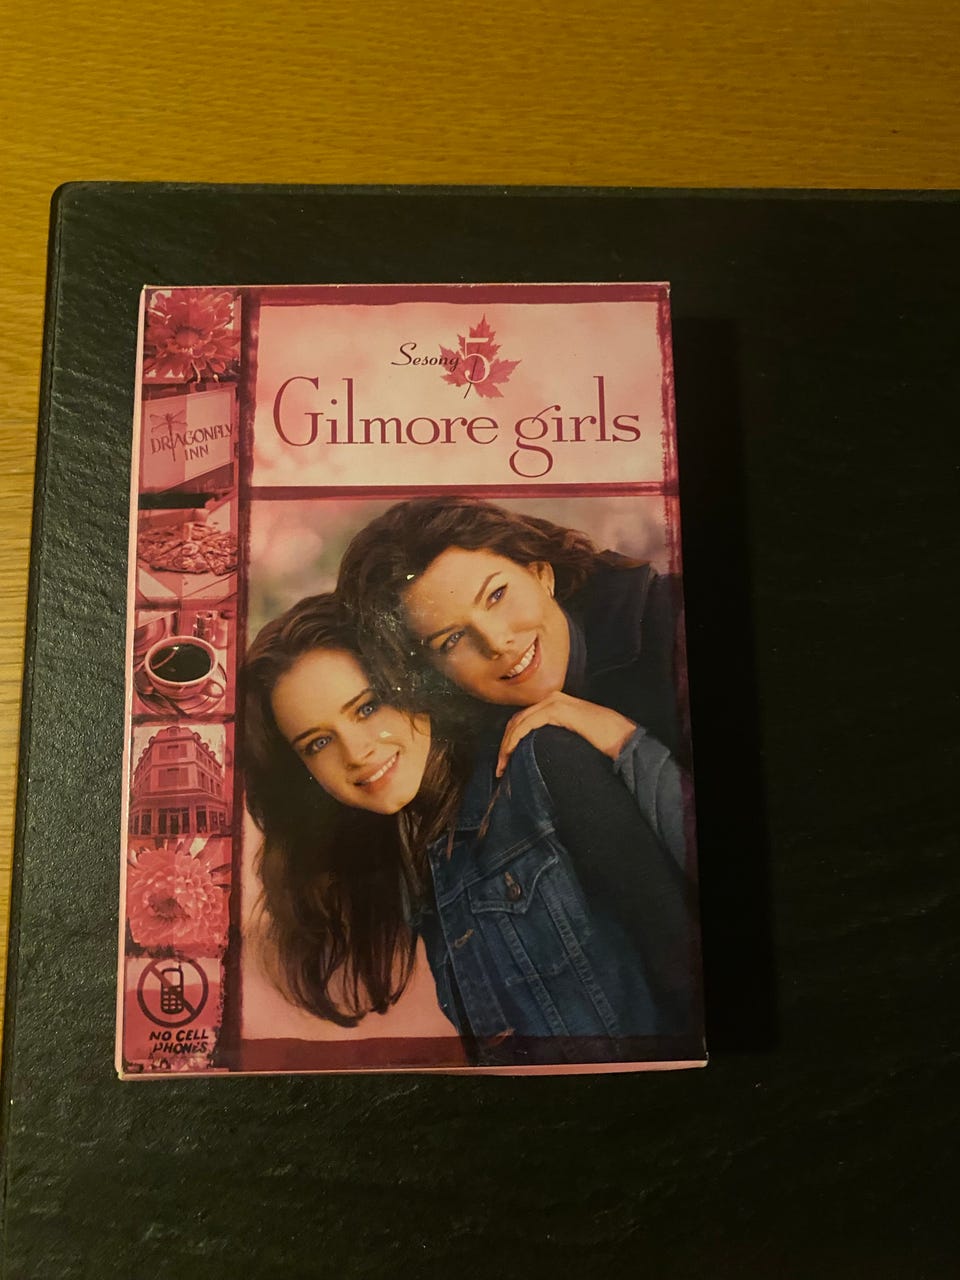 Sesong 5
Gilmore girls
DRAGONFLY
INN
NO CELL
PHONES